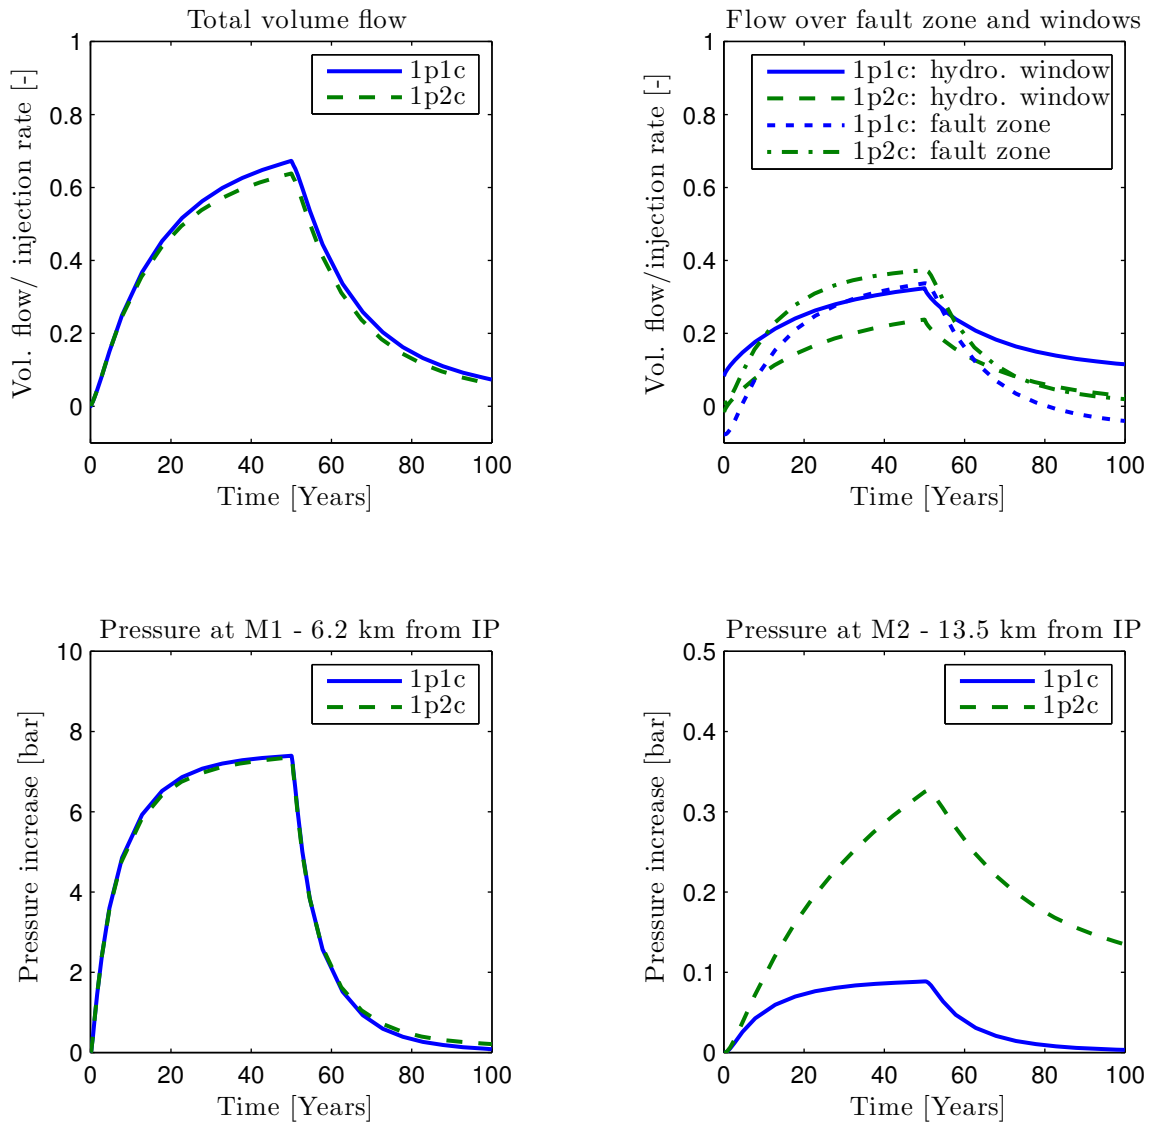 Total volume flow
Vol. flow/ injection rate [-]
1
0.8
0.6
0.4
0.2
0
1p1c
1p2c
0 20 40 60 80 100
Time [Years]
Flow over fault zone and windows
Vol. flow/injection rate [-]
1
0.8
0.6
0.4
0.2
0
1p1c: hydro. window
1p2c: hydro. window
1p1c: fault zone
1p2c: fault zone
0 20 40 60 80 100
Time [Years]
Pressure at M1 - 6.2 km from IP
Pressure increase [bar]
10
8
6
4
2
0
1p1c
1p2c
0 20 40 60 80 100
Time [Years]
Pressure at M2 - 13.5 km from IP
Pressure increase [bar]
0.5
0.4
0.3
0.2
0.1
0
1p1c
1p2c
0 20 40 60 80 100
Time [Years]